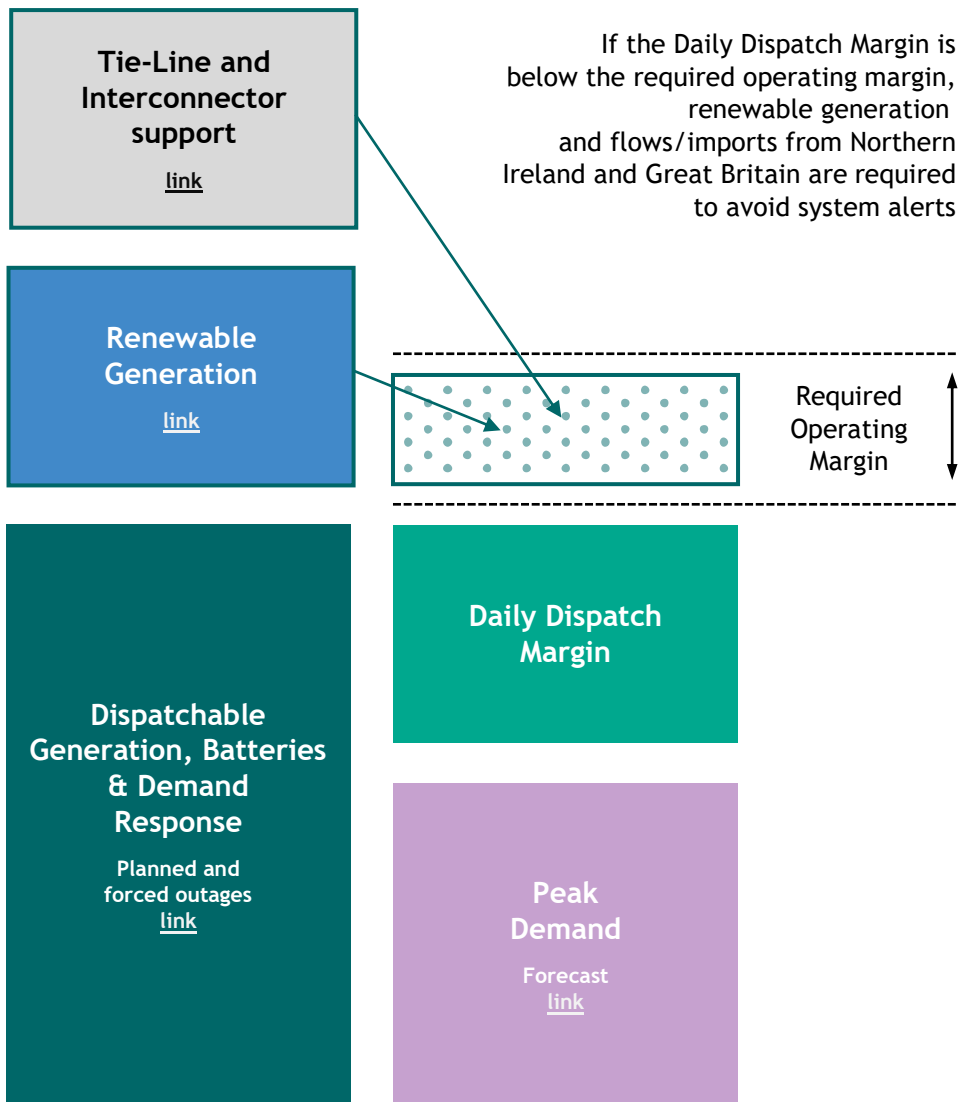 Tie-Line and
Interconnector
support
link
If the Daily Dispatch Margin is
below the required operating margin,
renewable generation
and flows/imports from Northern
Ireland and Great Britain are required
to avoid system alerts
Renewable
Generation
link
Required
Operating
Margin
Daily Dispatch
Margin
Dispatchable
Generation, Batteries
& Demand
Response
Planned and
forced outages
link
Peak
Demand
Forecast
link